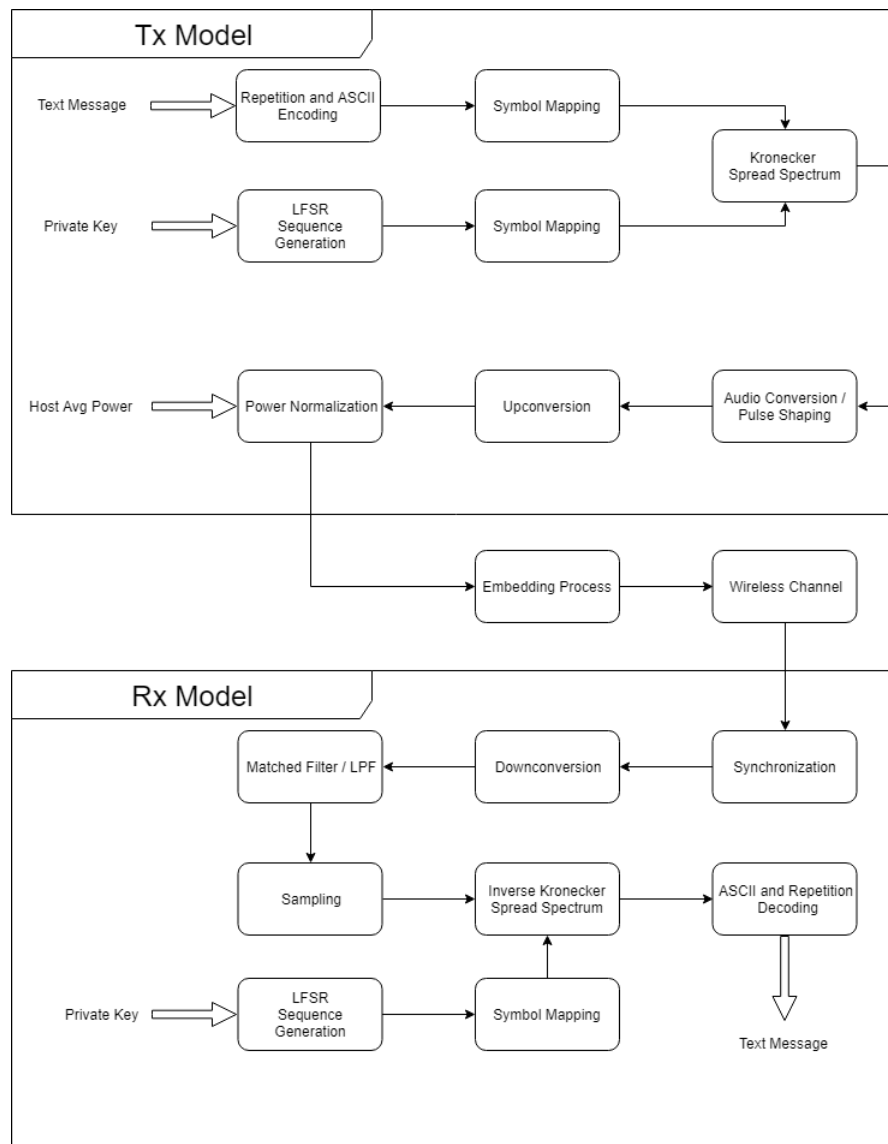 Tx Model
Text Message
Repetition and ASCII
Encoding
Symbol Mapping
Kronecker
Spread Spectrum
Private Key
LFSR
Sequence
Generation
Symbol Mapping
Host Avg Power
Power Normalization
Upconversion
Audio Conversion /
Pulse Shaping
Embedding Process
Wireless Channel
Rx Model
Matched Filter / LPF
Downconversion
Synchronization
Sampling
Inverse Kronecker
Spread Spectrum
ASCII and Repetition
Decoding
Private Key
LFSR
Sequence
Generation
Symbol Mapping
Text Message